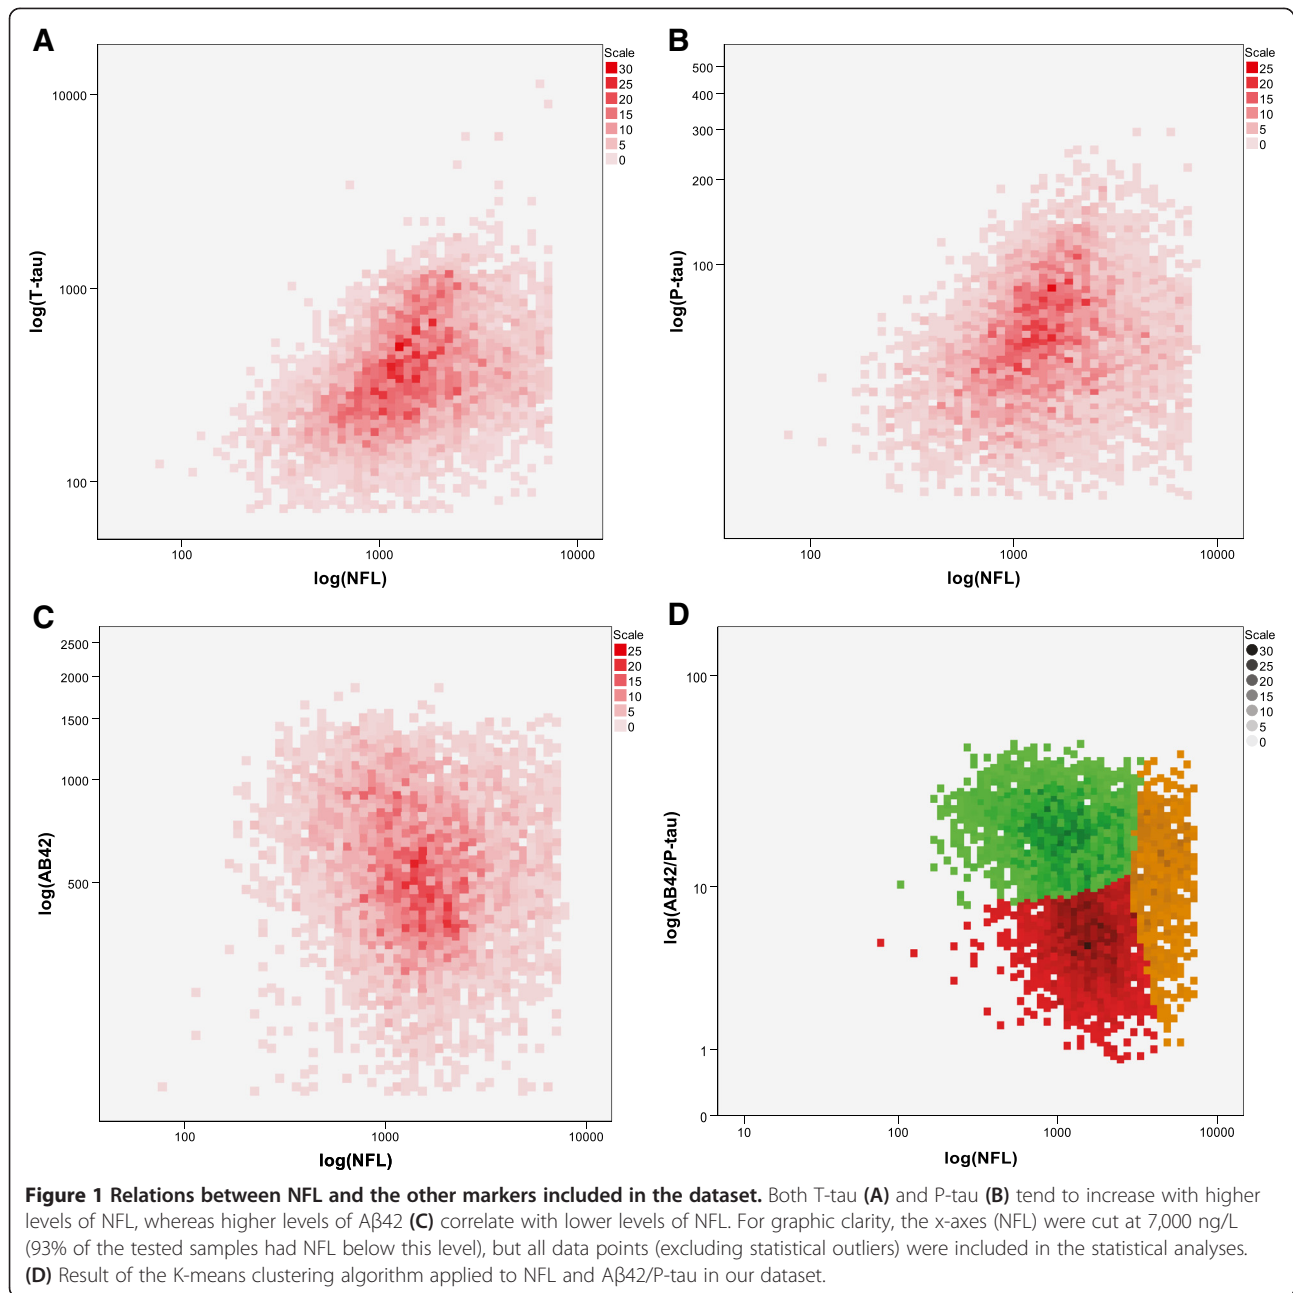 A
Scale
30
25
20
15
10
5
0
10000
1000
100
log(T-tau)
100 1000 10000
log(NFL)
B
Scale
25
20
15
10
5
0
500
400
300
200
100
log(P-tau)
100 1000 10000
log(NFL)
C
Scale
25
20
15
10
5
0
2500
2000
1500
1000
500
log(AB42)
100 1000 10000
log(NFL)
D
Scale
30
25
20
15
10
5
0
100
10
1
0
log(AB42/P-tau)
10 100 1000 10000
log(NFL)
Figure 1 Relations between NFL and the other markers included in the dataset. Both T-tau (A) and P-tau (B) tend to increase with higher
levels of NFL, whereas higher levels of Aβ42 (C) correlate with lower levels of NFL. For graphic clarity, the x-axes (NFL) were cut at 7,000 ng/L
(93% of the tested samples had NFL below this level), but all data points (excluding statistical outliers) were included in the statistical analyses.
(D) Result of the K-means clustering algorithm applied to NFL and Aβ42/P-tau in our dataset.